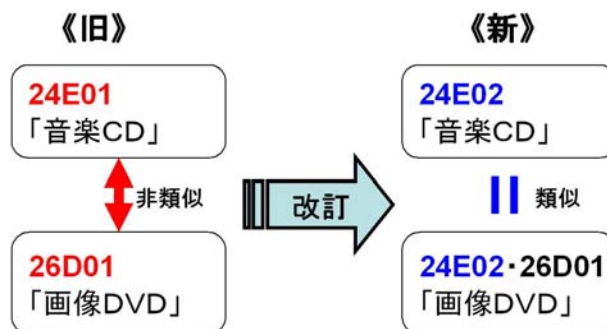 《旧》
24E01
「音楽CD」
非類似
26D01
「画像DVD」
改訂
《新》
24E02
「音楽CD」
類似
24E02・26D01
「画像DVD」